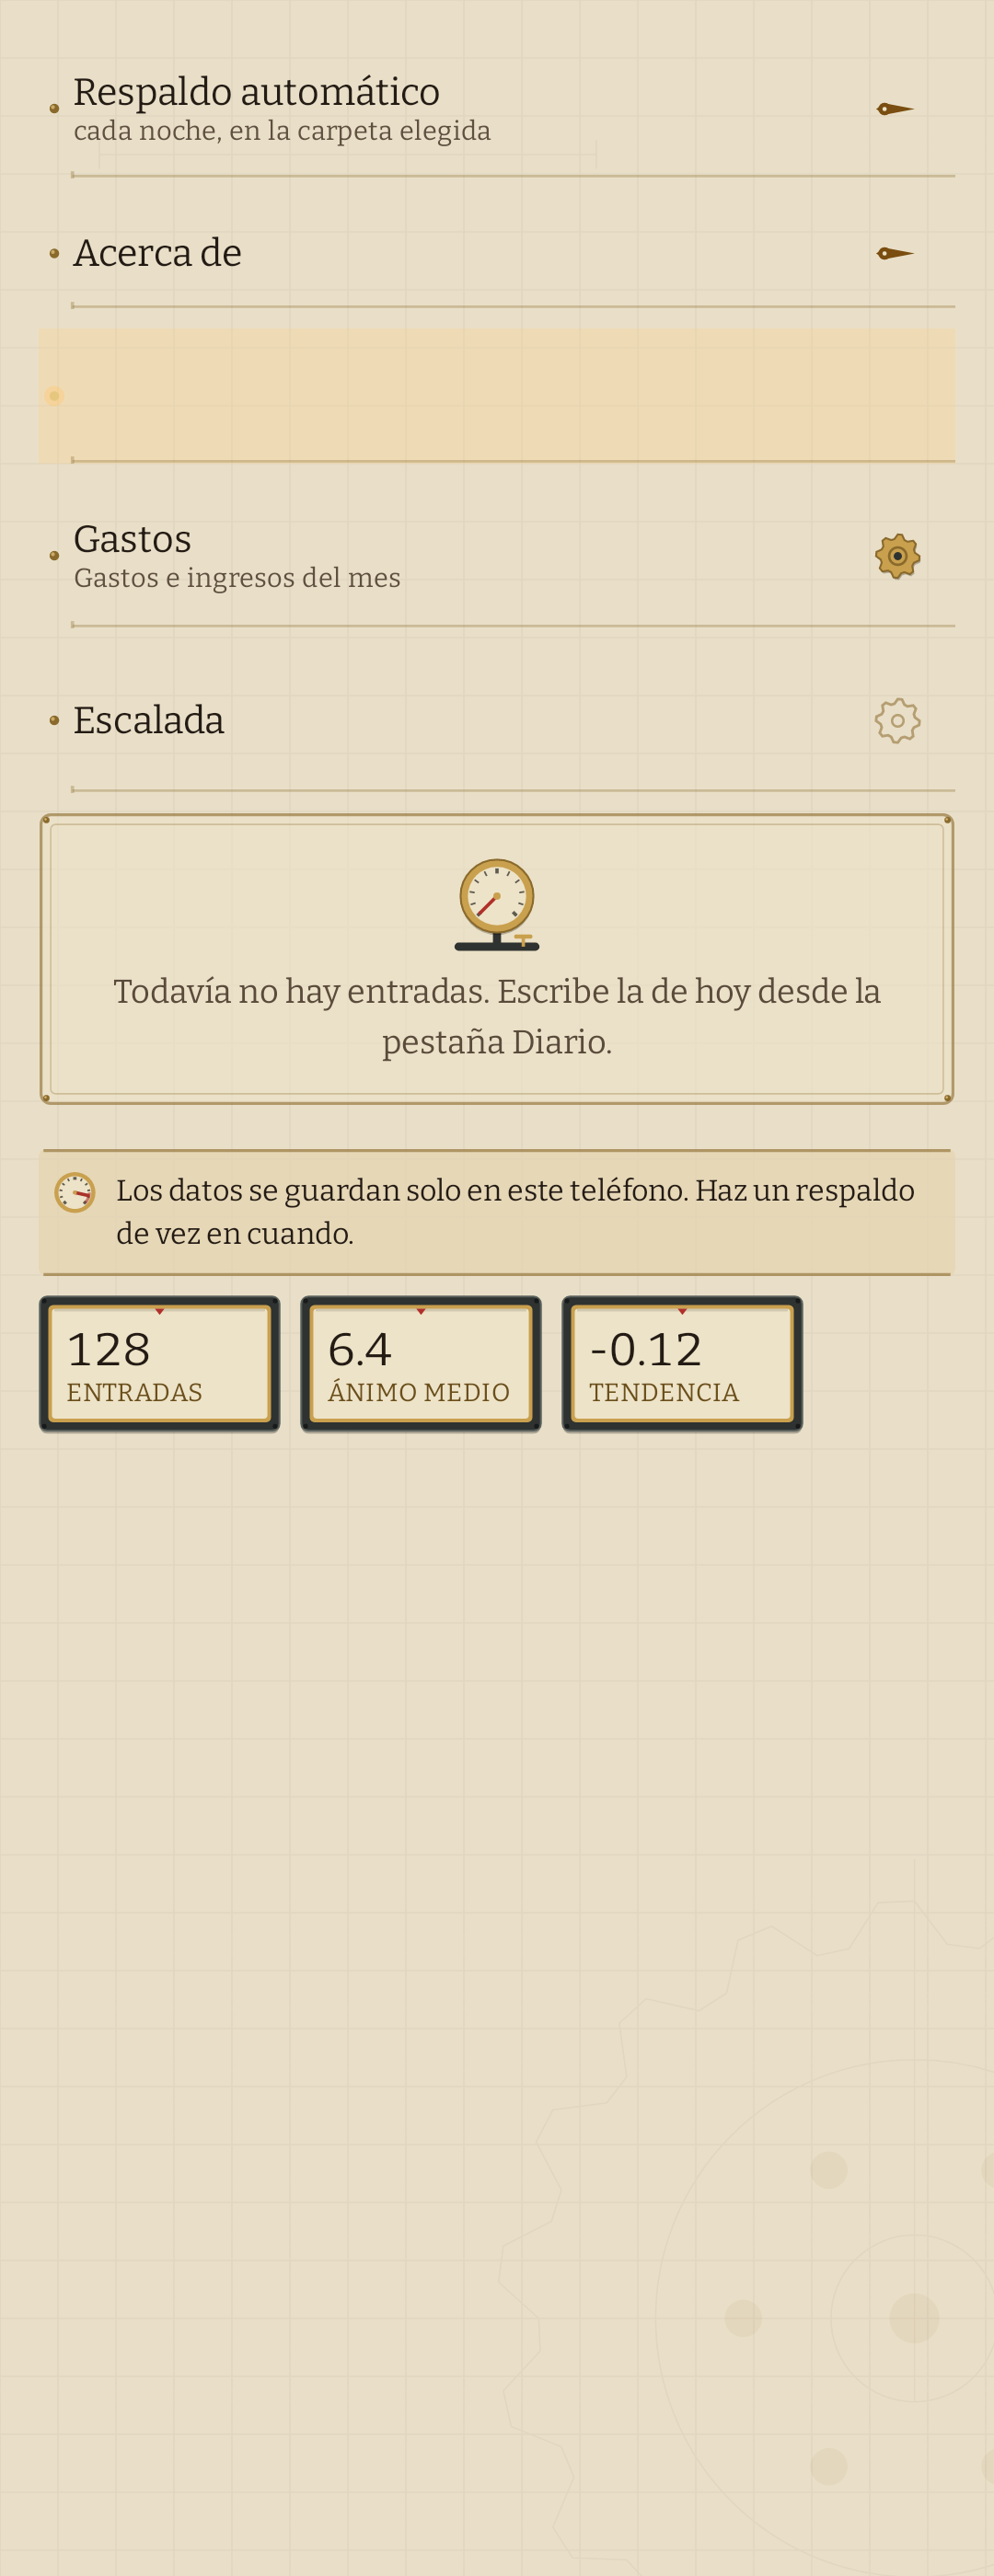 Respaldo automático
cada noche, en la carpeta elegida
Acerca de
Gastos
Gastos e ingresos del mes
Escalada
Todavía no hay entradas. Escribe la de hoy desde la
pestaña Diario.
Los datos se guardan solo en este teléfono. Haz un respaldo
de vez en cuando.
128
ENTRADAS
6.4
ÁNIMO MEDIO
-0.12
TENDENCIA